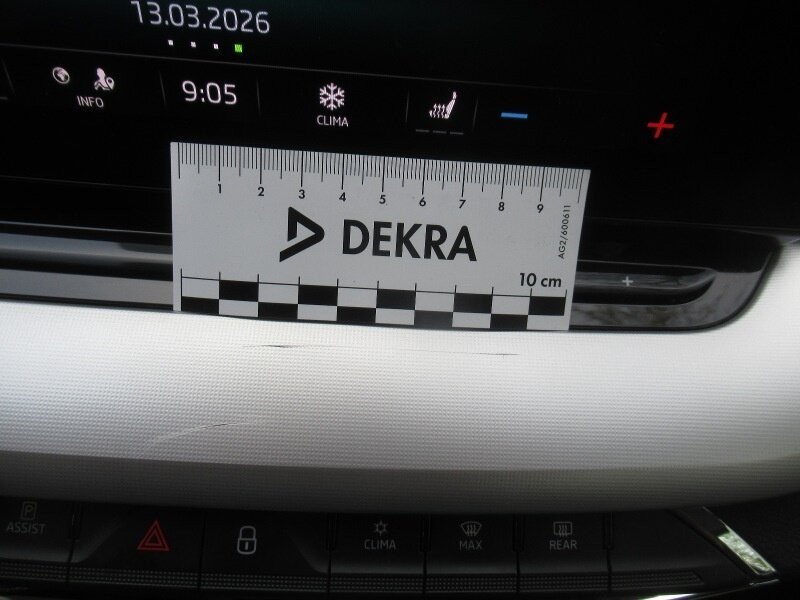 13.03.2026
INFO
9:05
CLIMA
1 2 3 4 5 6 7 8 9
DEKRA
AG2/600611
10 cm
P
ASSIST
CLIMA
MAX
REAR